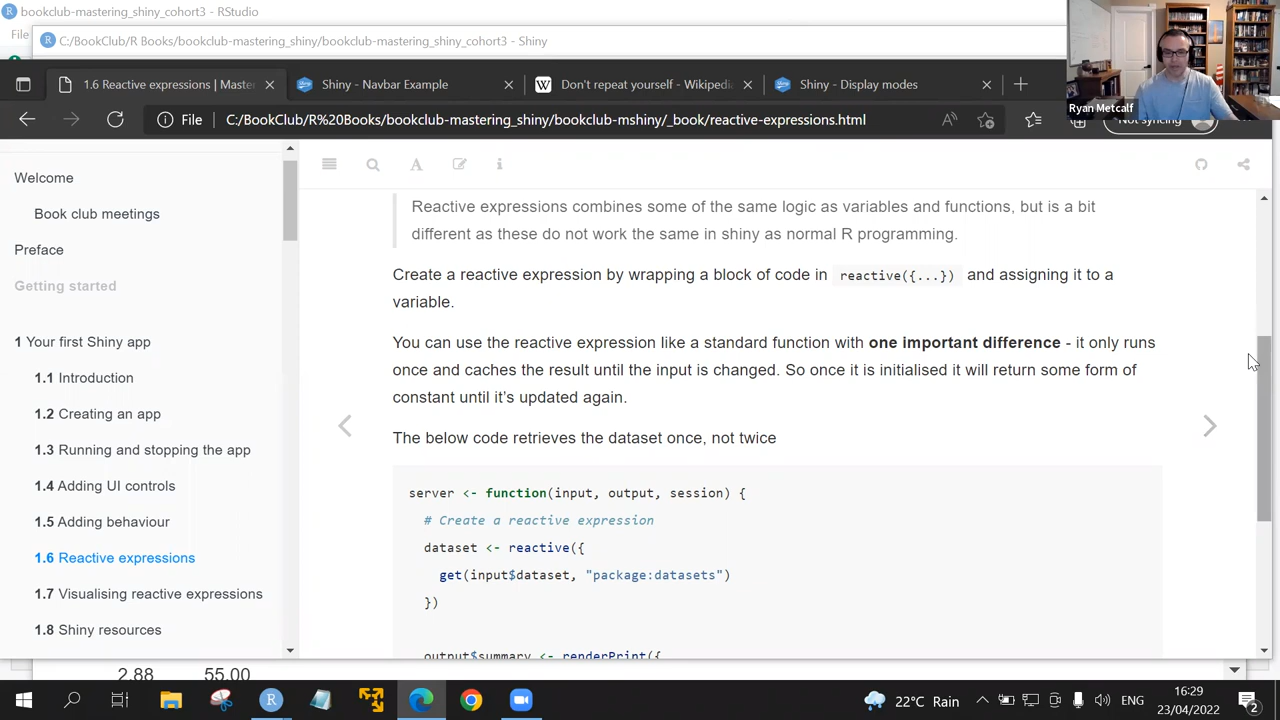 bookclub-mastering_shiny_cohort3 - RStudio
File
C:/BookClub/R Books/bookclub-mastering_shiny/bookclub-mastering_shiny_cohort3 - Shiny
1.6 Reactive expressions | Master
Shiny - Navbar Example
Don't repeat yourself - Wikipedi
Shiny - Display modes
Ryan Metcalf
File
C:/BookClub/R%20Books/bookclub-mastering_shiny/bookclub-mshiny/_book/reactive-expressions.html
Not syncing
Welcome
Book club meetings
Preface
Getting started
1 Your first Shiny app
1.1 Introduction
1.2 Creating an app
1.3 Running and stopping the app
1.4 Adding UI controls
1.5 Adding behaviour
1.6 Reactive expressions
1.7 Visualising reactive expressions
1.8 Shiny resources
Reactive expressions combines some of the same logic as variables and functions, but is a bit
different as these do not work the same in shiny as normal R programming.
Create a reactive expression by wrapping a block of code in reactive({...}) and assigning it to a
variable.
You can use the reactive expression like a standard function with one important difference - it only runs
once and caches the result until the input is changed. So once it is initialised it will return some form of
constant until it's updated again.
The below code retrieves the dataset once, not twice
server <- function(input, output, session) {
# Create a reactive expression
dataset <- reactive({
get(input$dataset, "package:datasets")
})
output$summary <- renderPrint({
2.88 55.00
22°C Rain
ENG
16:29
23/04/2022
2